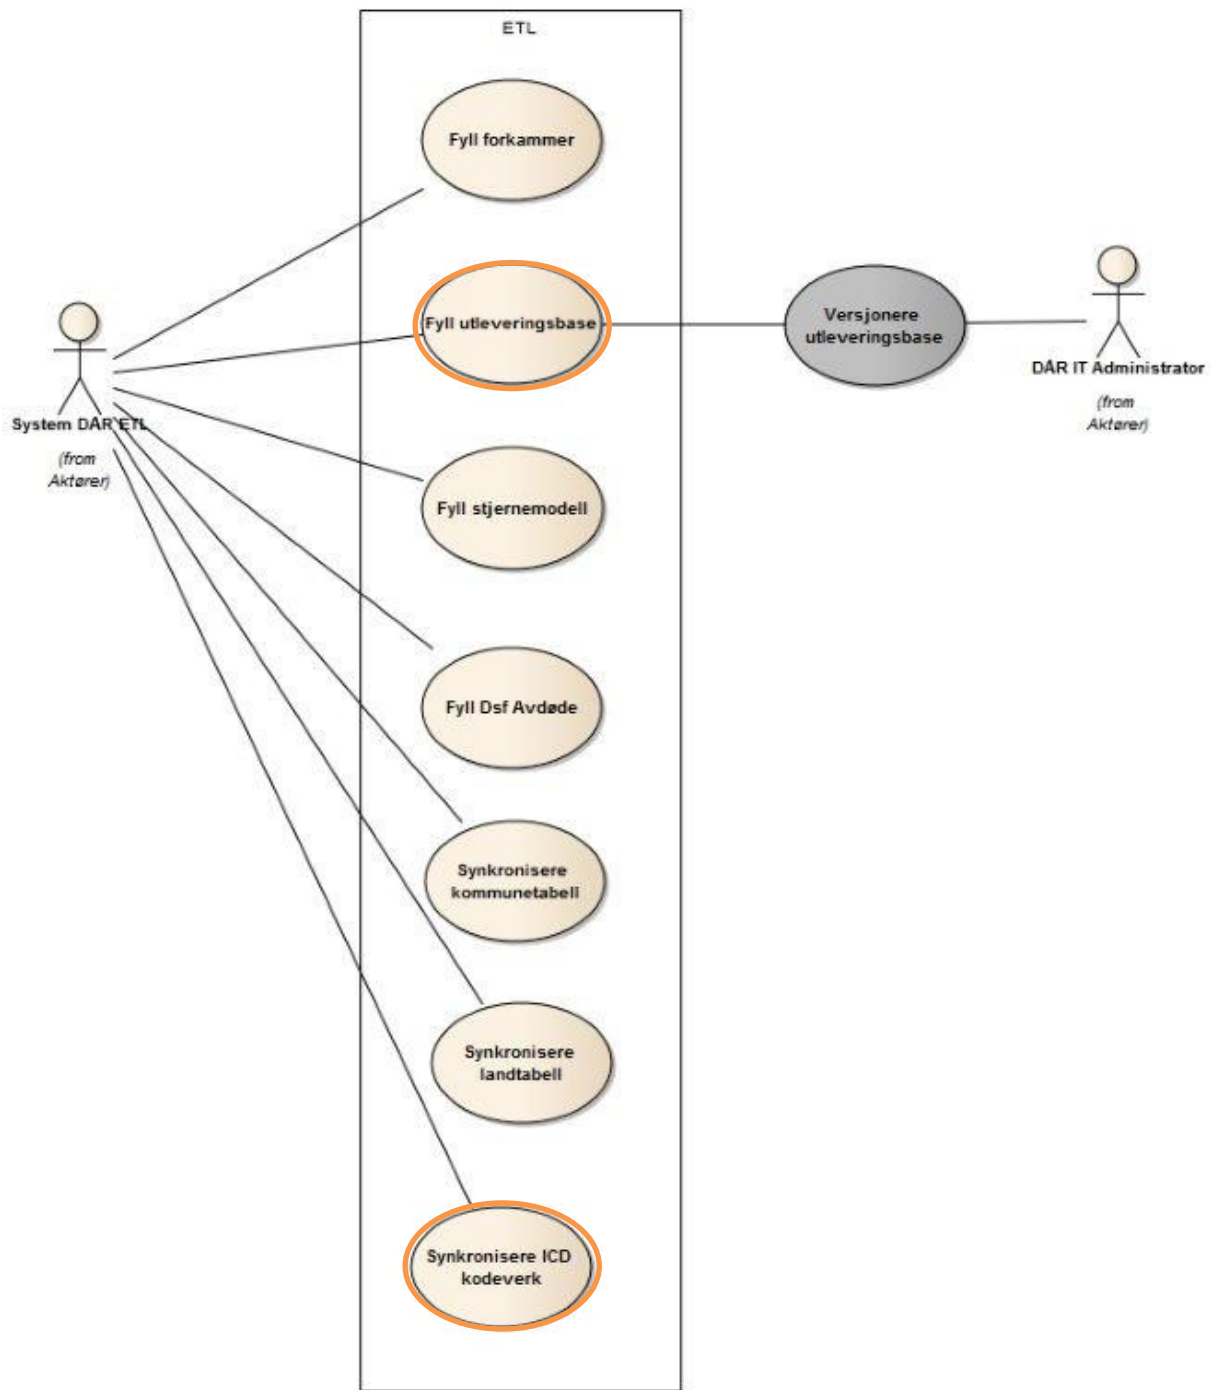 ETL
Fyll forkammer
Fyll utleveringsbase
Versjonere
utleveringsbase
DÅR IT Administrator
(from
Aktører)
System DÅR ETL
(from
Aktører)
Fyll stjernemodell
Fyll Dsf Avdøde
Synkronisere
kommunetabell
Synkronisere
landtabell
Synkronisere ICD
kodeverk